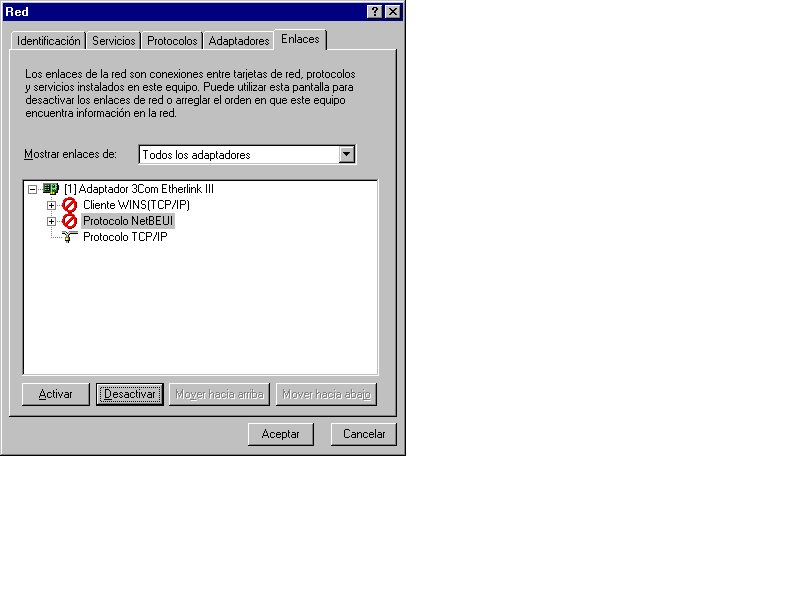 Red
Identificación Servicios Protocolos Adaptadores Enlaces
Los enlaces de la red son conexiones entre tarjetas de red, protocolos
y servicios instalados en este equipo. Puede utilizar esta pantalla para
desactivar los enlaces de red o arreglar el orden en que este equipo
encuentra información en la red.
Mostrar enlaces de: Todos los adaptadores
[1] Adaptador 3Com Etherlink III
Cliente WINS(TCP/IP)
Protocolo NetBEUI
Protocolo TCP/IP
Activar Desactivar Mover hacia arriba Mover hacia abajo
Aceptar Cancelar